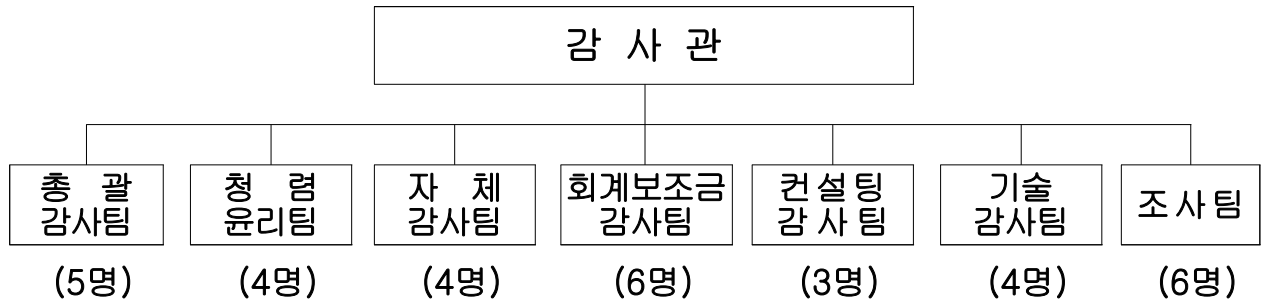 감 사 관
총 괄
감사팀
청 렴
윤리팀
자 체
감사팀
회계보조금
감사팀
컨설팅
감 사 팀
기술
감사팀
조사팀
(5명) (4명) (4명) (6명) (3명) (4명) (6명)